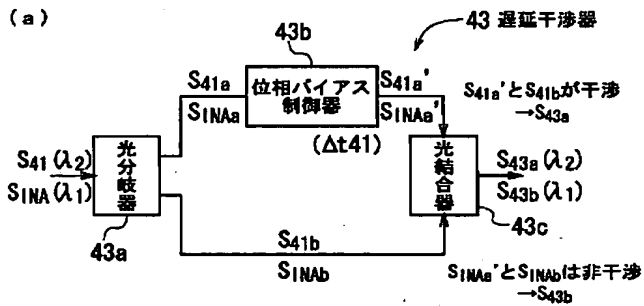 (a)
43b
43 遅延干渉器
S41a
位相バイアス
制御器
S41a'
SINAa
SINAa'
(Δt41)
S41a'とS41bが干渉
→S43a
S41(λ2)
SINA(λ1)
光分岐器
43a
光結合器
S43a(λ2)
S43b(λ1)
43c
S41b
SINAb
SINAa'とSINAbは非干渉
→S43b